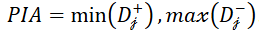 PIA = min(D_j^+), max(D_j^-)